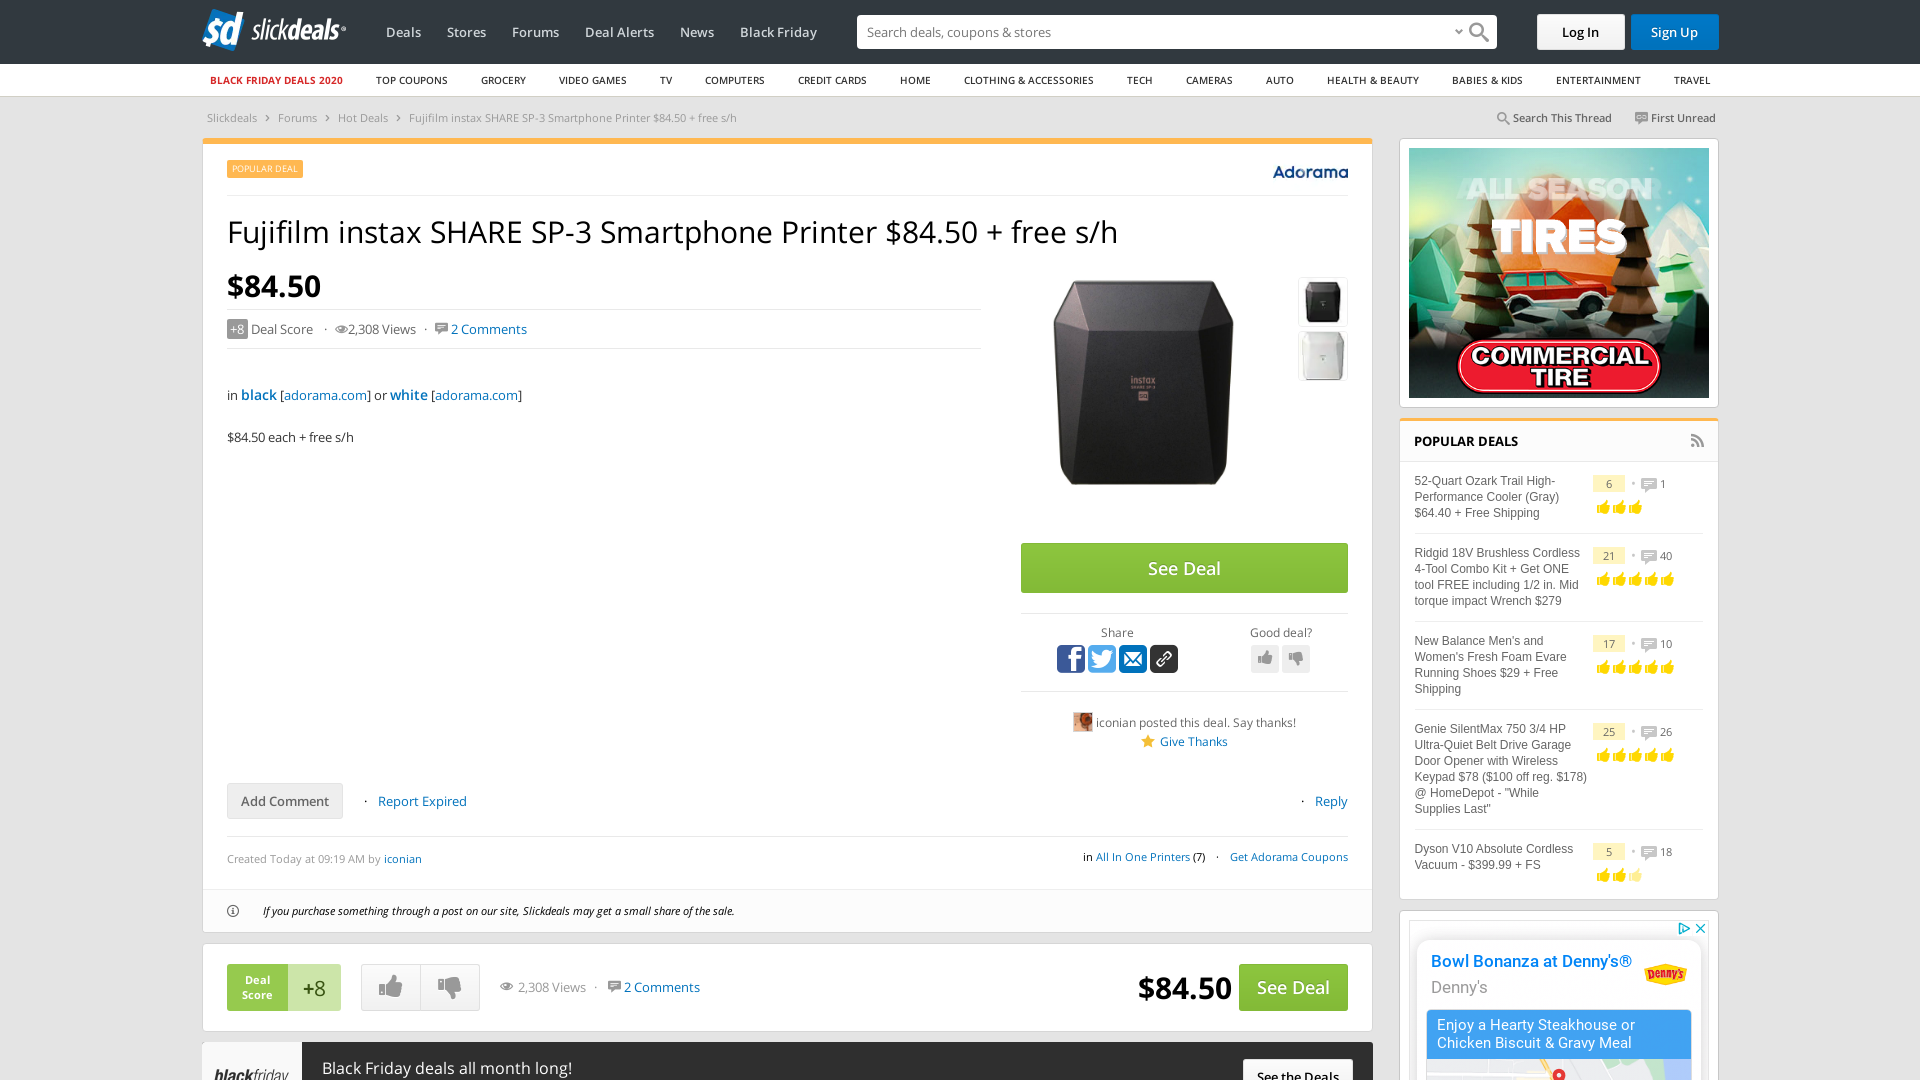 slickdeals
Deals
Stores
Forums
Deal Alerts
News
Black Friday
Search deals, coupons & stores
Log In
Sign Up
BLACK FRIDAY DEALS 2020
TOP COUPONS
GROCERY
VIDEO GAMES
TV
COMPUTERS
CREDIT CARDS
HOME
CLOTHING & ACCESSORIES
TECH
CAMERAS
AUTO
HEALTH & BEAUTY
BABIES & KIDS
ENTERTAINMENT
TRAVEL
Slickdeals › Forums › Hot Deals › Fujifilm instax SHARE SP-3 Smartphone Printer $84.50 + free s/h
Search This Thread
First Unread
POPULAR DEAL
Adorama
Fujifilm instax SHARE SP-3 Smartphone Printer $84.50 + free s/h
$84.50
+8 Deal Score · 2,308 Views · 2 Comments
in black [adorama.com] or white [adorama.com]
$84.50 each + free s/h
instax
SHARE SP-3
See Deal
Share
Good deal?
iconian posted this deal. Say thanks!
Give Thanks
Add Comment
· Report Expired
· Reply
Created Today at 09:19 AM by iconian
in All In One Printers (7) · Get Adorama Coupons
If you purchase something through a post on our site, Slickdeals may get a small share of the sale.
Deal
Score
+8
2,308 Views · 2 Comments
$84.50
See Deal
blackfriday
Black Friday deals all month long!
See the Deals
ALL SEASON
TIRES
COMMERCIAL
TIRE
POPULAR DEALS
52-Quart Ozark Trail High-
Performance Cooler (Gray)
$64.40 + Free Shipping
6 • 1
Ridgid 18V Brushless Cordless
4-Tool Combo Kit + Get ONE
tool FREE including 1/2 in. Mid
torque impact Wrench $279
21 • 40
New Balance Men's and
Women's Fresh Foam Evare
Running Shoes $29 + Free
Shipping
17 • 10
Genie SilentMax 750 3/4 HP
Ultra-Quiet Belt Drive Garage
Door Opener with Wireless
Keypad $78 ($100 off reg. $178)
@ HomeDepot - "While
Supplies Last"
25 • 26
Dyson V10 Absolute Cordless
Vacuum - $399.99 + FS
5 • 18
Bowl Bonanza at Denny's®
Denny's
Denny's
Enjoy a Hearty Steakhouse or
Chicken Biscuit & Gravy Meal